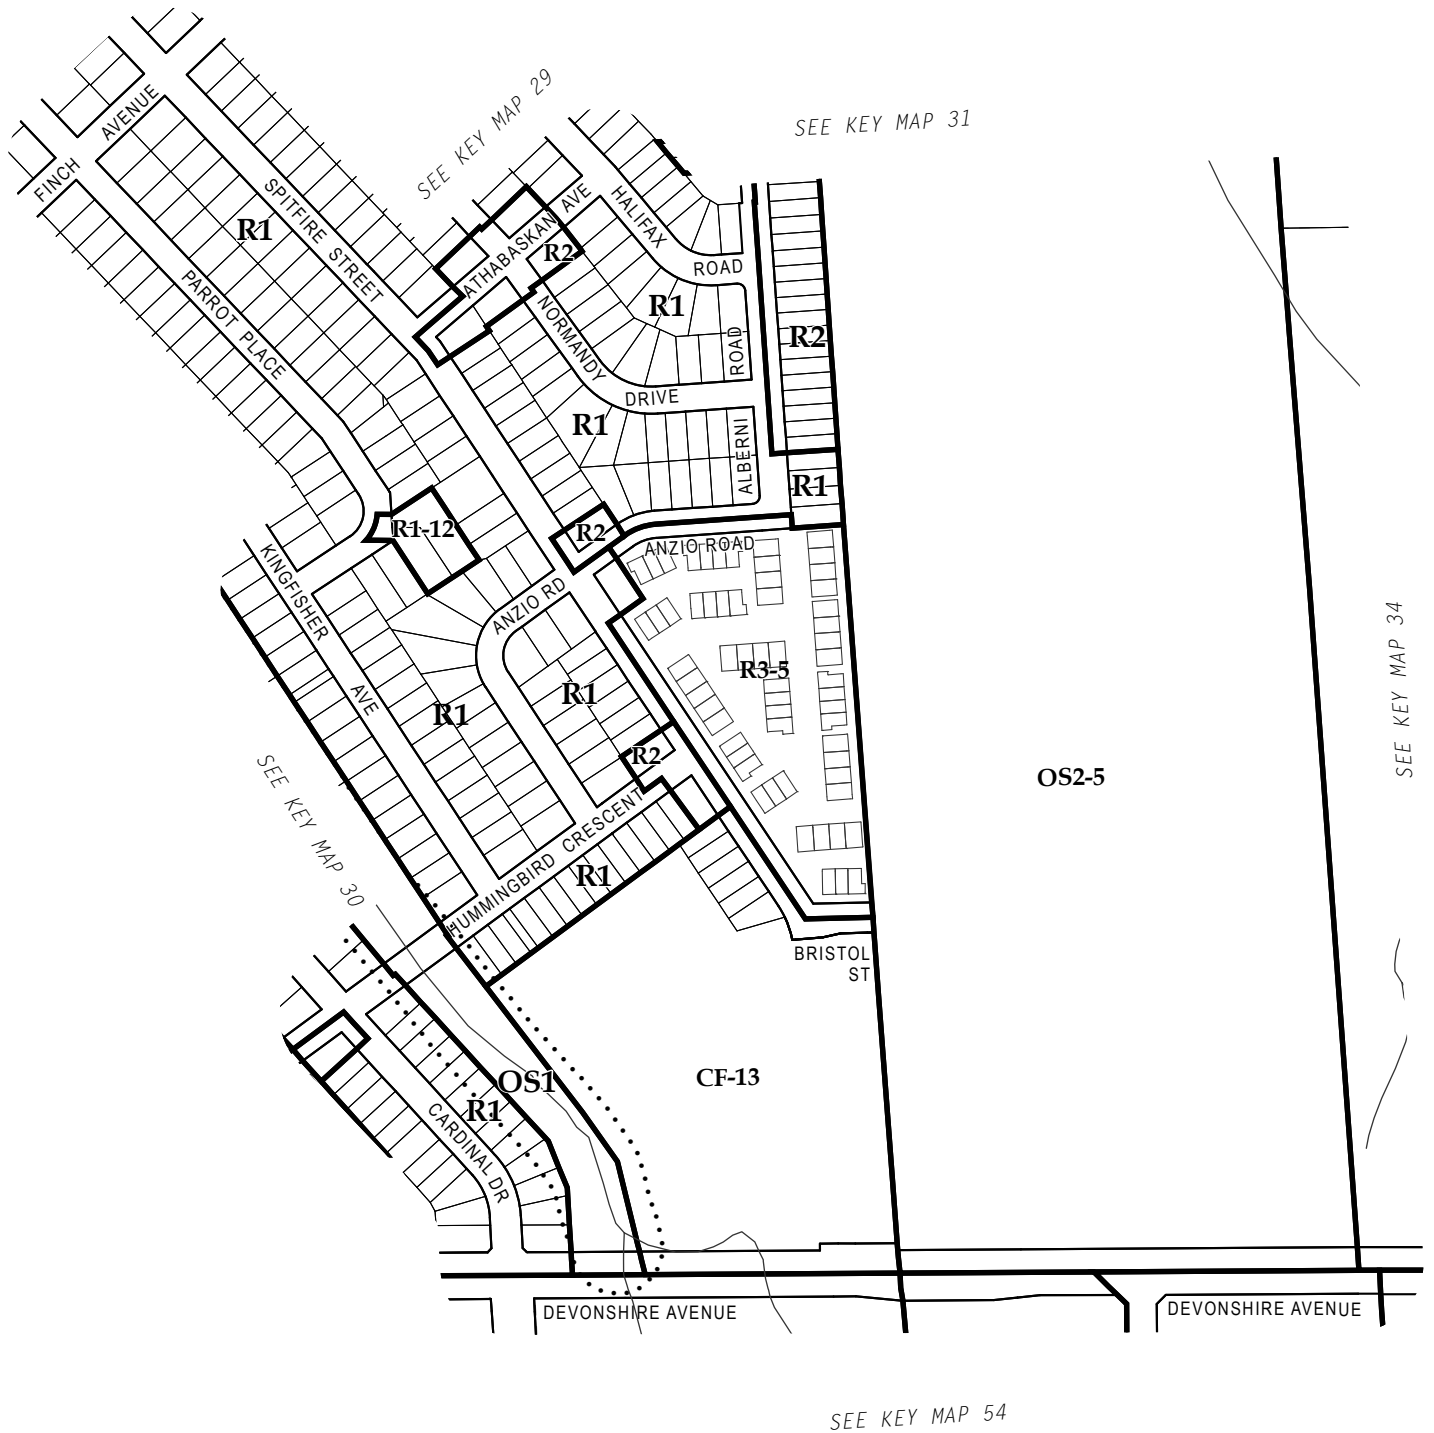 SEE KEY MAP 29
SEE KEY MAP 31
FINCH AVENUE
SPITFIRE STREET
R1
PARROT PLACE
ATHABASKAN AVE
R2
HALIFAX ROAD
R1
NORMANDY DRIVE
R1
ALBERNI ROAD
R2
R1
R1-12
R2
ANZIO ROAD
ANZIO RD
KINGFISHER AVE
R1
R1
R3-5
R2
OS2-5
SEE KEY MAP 34
SEE KEY MAP 30
HUMMINGBIRD CRESCENT
R1
BRISTOL
ST
CF-13
OS1
R1
CARDINAL DR
DEVONSHIRE AVENUE
DEVONSHIRE AVENUE
SEE KEY MAP 54